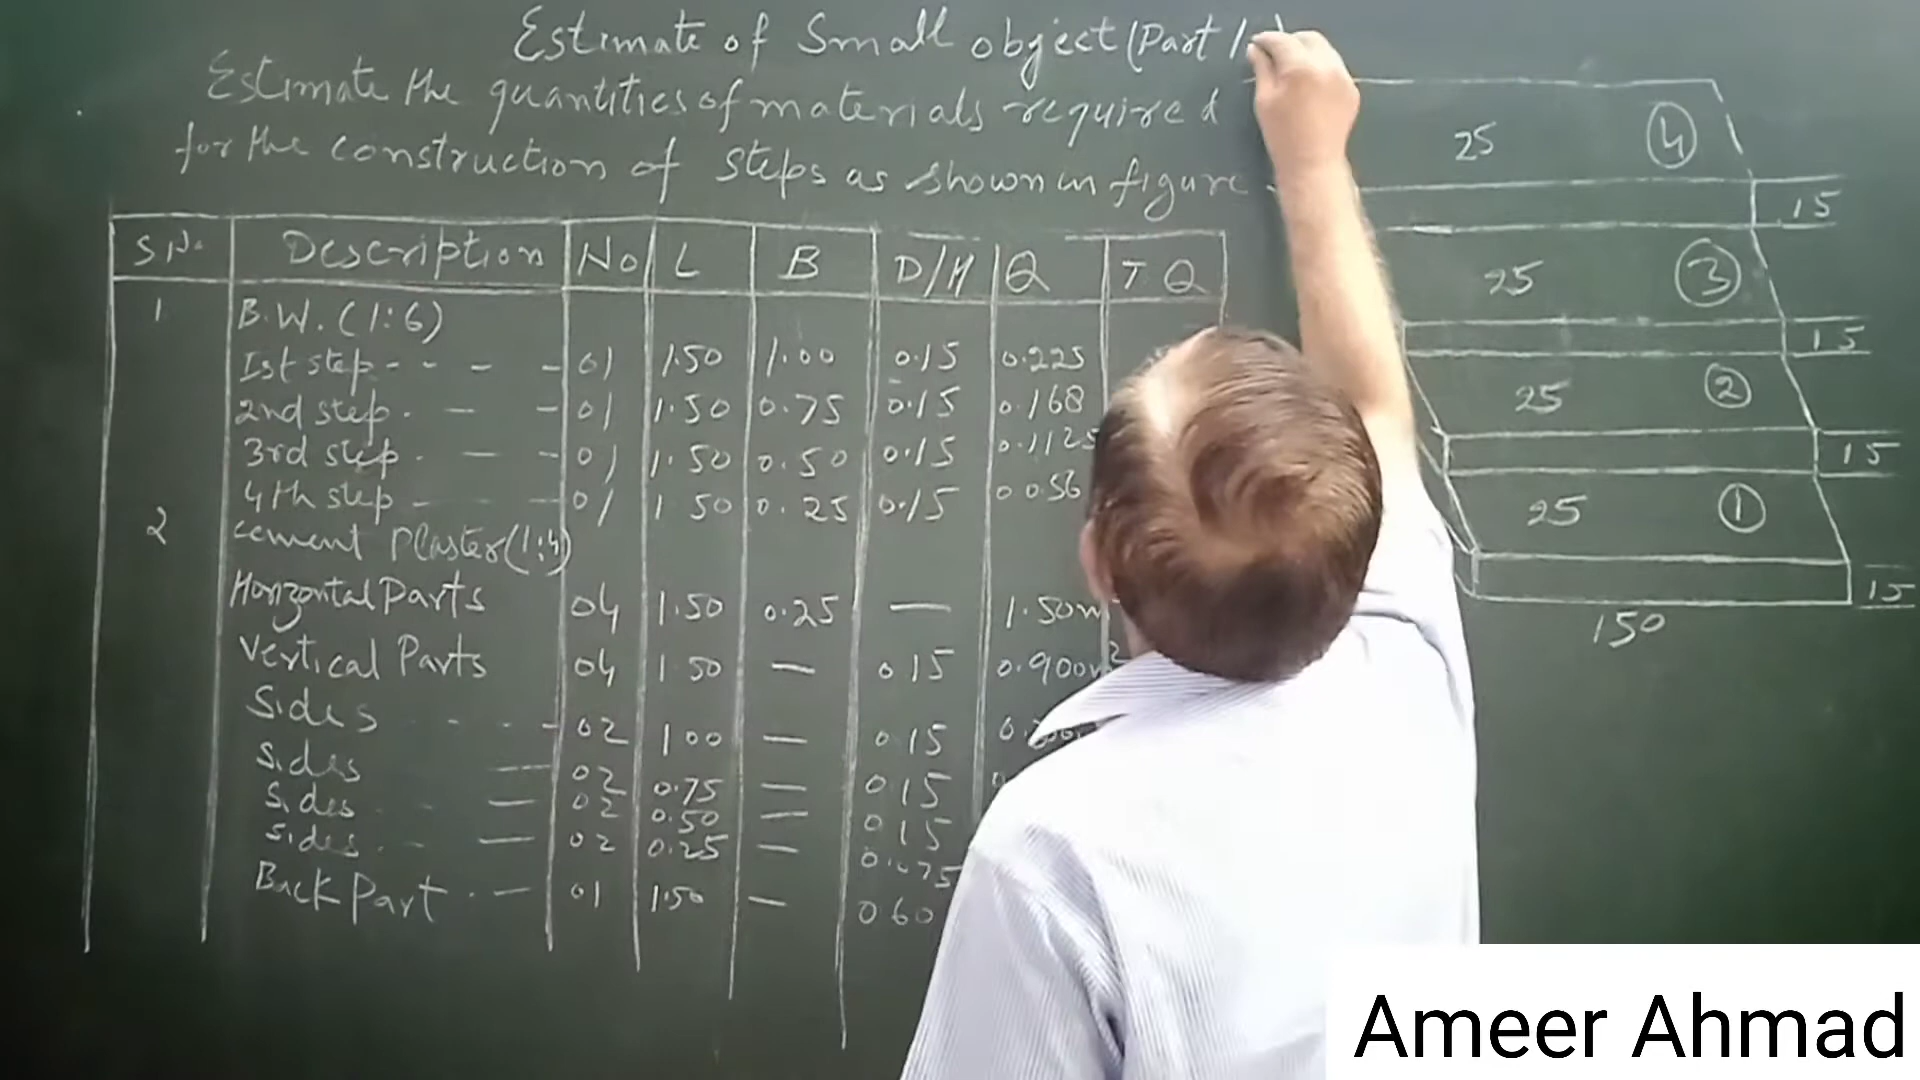 Estimate of Small object (Part
Estimate the quantities of materials required
for the construction of steps as shown in figure
S No. Description No L B D/H Q T Q
1 B.W. (1:6)
Ist step - - - - 01 1.50 1.00 0.15 0.225
2nd step . - - 01 1.50 0.75 0.15 0.168
3rd step . - - 01 1.50 0.50 0.15 0.1125
4th step - - - 01 1 50 0.25 0.15 0 056
2 Cement Plaster (1:4)
Horizontal Parts 04 1.50 0.25 — 1.50m
Vertical Parts 04 1.50 — 0.15 0.900m²
Sides - - - - 02 1 00 — 0 15
Sides — 02 0.75 — 0 15
Sides — 02 0.50 — 0 15
Sides - — 02 0.25 — 0.075
Back Part . — 01 1.50 — 0 60
25 4
15
25 3
15
25 2
15
25 1
15
150
Ameer Ahmad